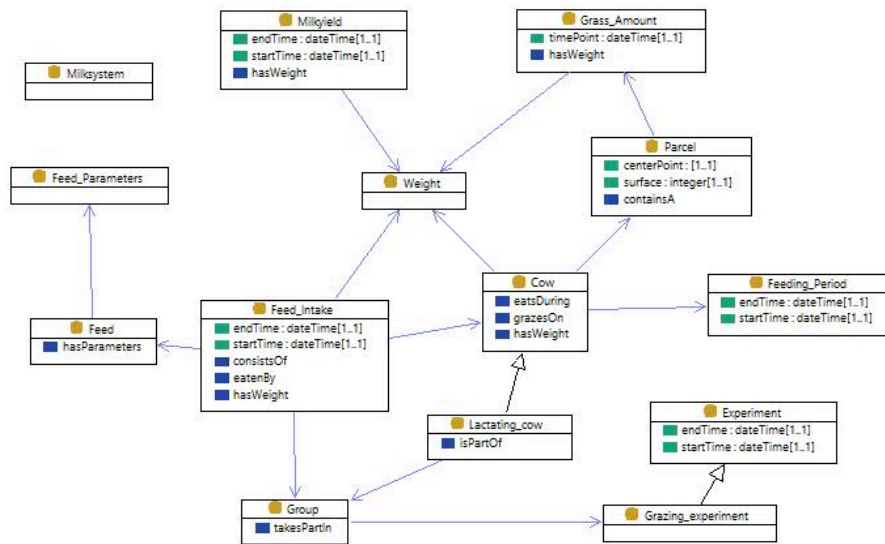 Milkyield
endTime : dateTime[1..1]
startTime : dateTime[1..1]
hasWeight
Grass_Amount
timePoint : dateTime[1..1]
hasWeight
Milksystem
Parcel
centerPoint : [1..1]
surface : integer[1..1]
containsA
Feed_Parameters
Weight
Cow
eatsDuring
grazesOn
hasWeight
Feeding_Period
endTime : dateTime[1..1]
startTime : dateTime[1..1]
Feed_Intake
endTime : dateTime[1..1]
startTime : dateTime[1..1]
consistsOf
eatenBy
hasWeight
Feed
hasParameters
Lactating_cow
isPartOf
Experiment
endTime : dateTime[1..1]
startTime : dateTime[1..1]
Group
takesPartIn
Grazing_experiment